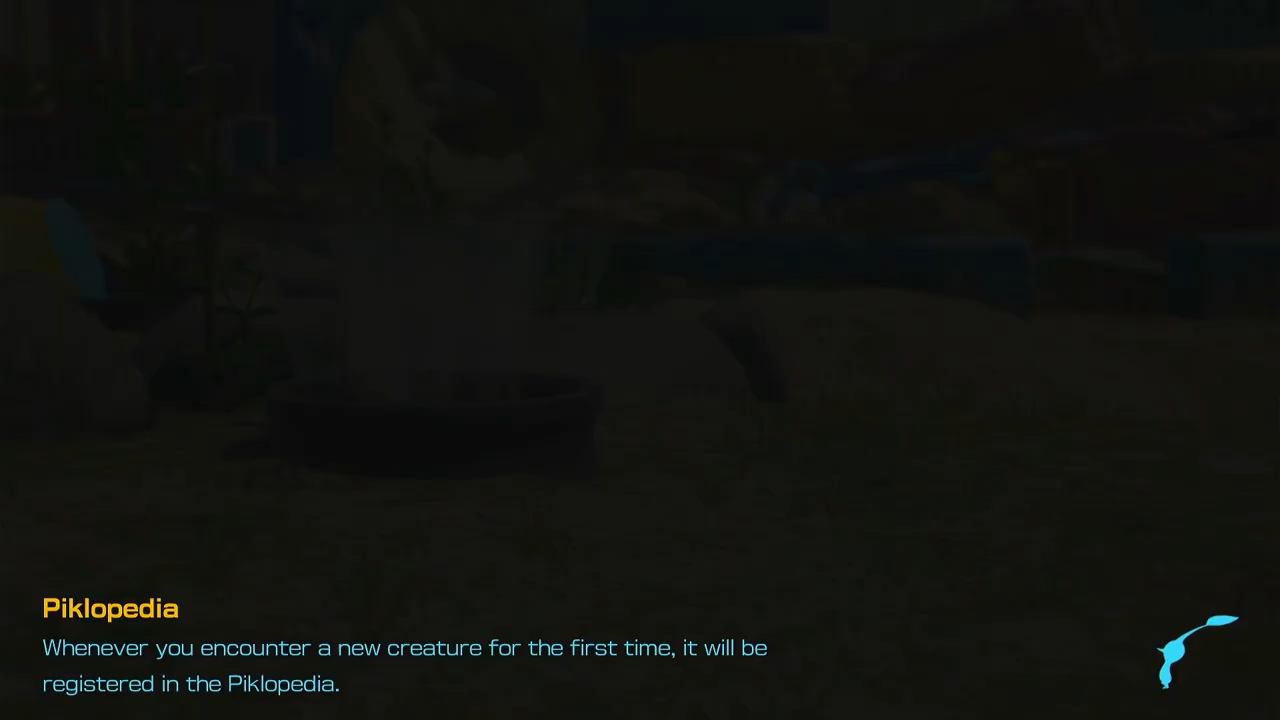 Piklopedia
Whenever you encounter a new creature for the first time, it will be
registered in the Piklopedia.